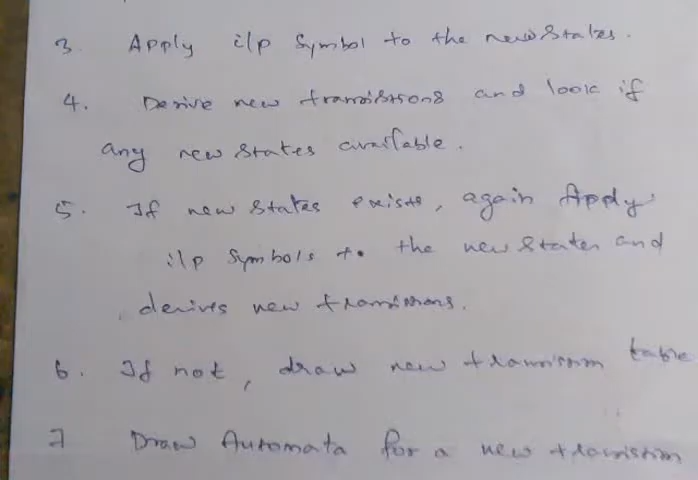 3. Apply i/p Symbol to the new States.
4. Derive new transistions and look if
any new states available.
5. If new states exists, again Apply
i/p Symbols to the new States and
derives new transitions.
6. If not, draw new transition table
7 Draw Automata for a new transition